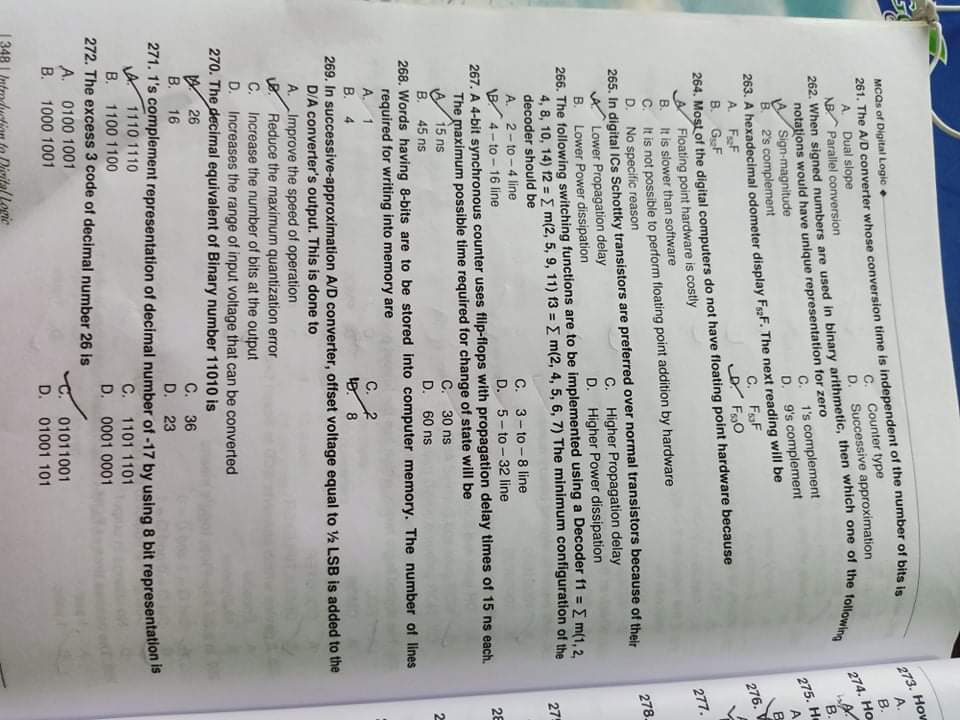 MCQs of Digital Logic ◆
261. The A/D converter whose conversion time is independent of the number of bits is
A. Dual slope
C. Counter type
B. Parallel conversion
D. Successive approximation
262. When signed numbers are used in binary arithmetic, then which one of the following
notations would have unique representation for zero
A. Sign-magnitude
C. 1's complement
B. 2's complement
D. 9's complement
263. A hexadecimal odometer display F₅₂F. The next reading will be
A. F₅₂F
C. F₅₃F
B. G₅₂F
D. F₅₃O
264. Most of the digital computers do not have floating point hardware because
A. Floating point hardware is costly
B. It is slower than software
C. It is not possible to perform floating point addition by hardware
D. No specific reason
265. In digital ICs Schottky transistors are preferred over normal transistors because of their
A. Lower Propagation delay
C. Higher Propagation delay
B. Lower Power dissipation
D. Higher Power dissipation
266. The following switching functions are to be implemented using a Decoder f1 = ∑ m(1, 2,
4, 8, 10, 14) f2 = ∑ m(2, 5, 9, 11) f3 = ∑ m(2, 4, 5, 6, 7) The minimum configuration of the
decoder should be
A. 2 – to – 4 line
C. 3 – to – 8 line
B. 4 – to – 16 line
D. 5 – to – 32 line
267. A 4-bit synchronous counter uses flip-flops with propagation delay times of 15 ns each.
The maximum possible time required for change of state will be
A. 15 ns
C. 30 ns
B. 45 ns
D. 60 ns
268. Words having 8-bits are to be stored into computer memory. The number of lines
required for writing into memory are
A. 1
C. 2
B. 4
D. 8
269. In successive-approximation A/D converter, offset voltage equal to ½ LSB is added to the
D/A converter's output. This is done to
A. Improve the speed of operation
B. Reduce the maximum quantization error
C. Increase the number of bits at the output
D. Increases the range of input voltage that can be converted
270. The decimal equivalent of Binary number 11010 is
A. 26
C. 36
B. 16
D. 23
271. 1's complement representation of decimal number of -17 by using 8 bit representation is
A. 1110 1110
C. 1101 1101
B. 1100 1100
D. 0001 0001
272. The excess 3 code of decimal number 26 is
A. 0100 1001
C. 01011001
B. 1000 1001
D. 01001 101
| 348 | Introduction to Digital Logic
273. How
A.
B.
274. Ho
A.
B.
275. H
A
B
276.
277.
278.